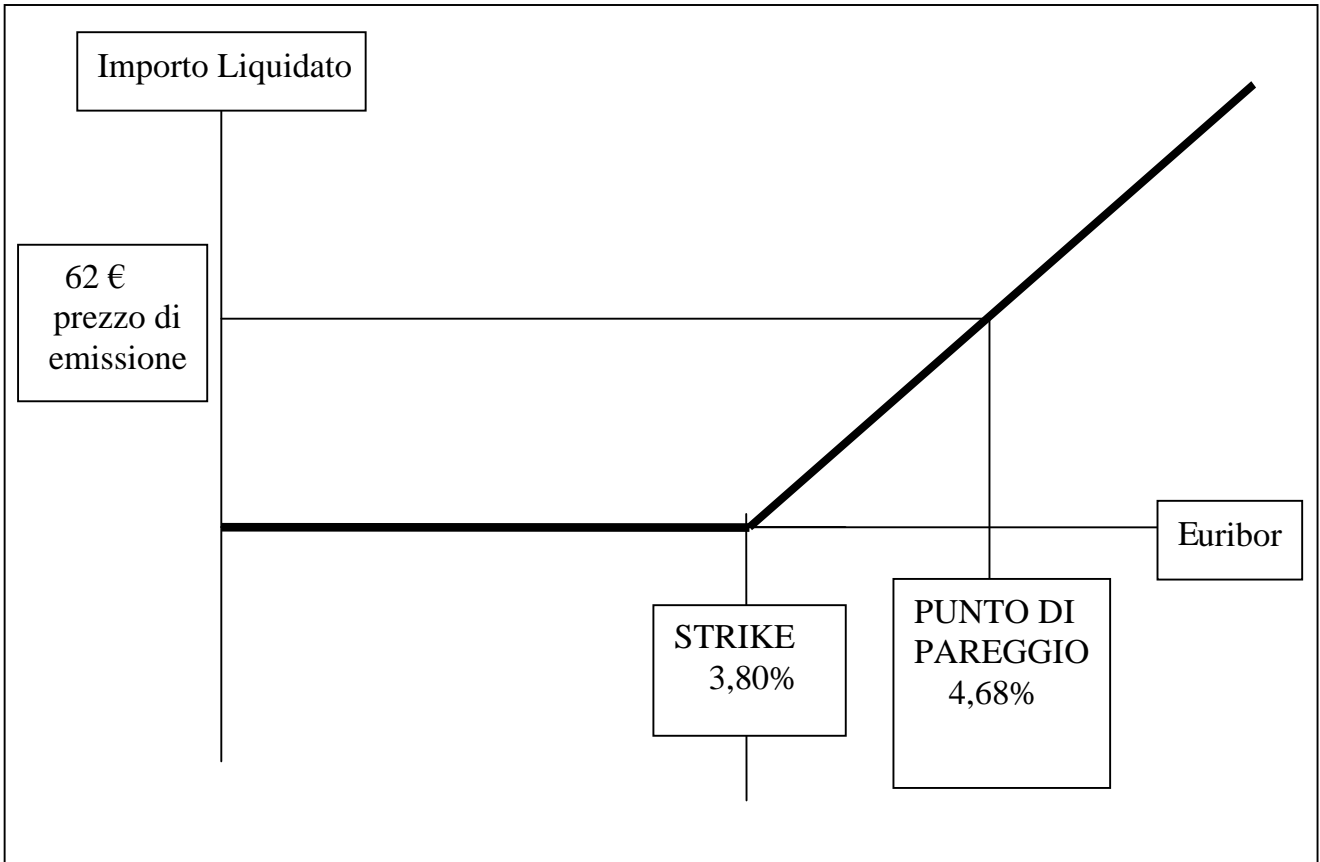 Importo Liquidato
62 €
prezzo di
emissione
Euribor
STRIKE
3,80%
PUNTO DI
PAREGGIO
4,68%